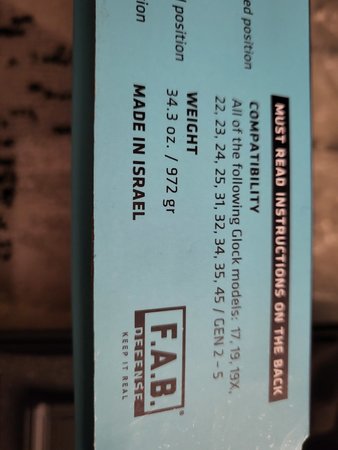 ed position
d position
ion
MUST READ INSTRUCTIONS ON THE BACK
COMPATIBILITY
All of the following Glock models: 17, 19, 19X,
22, 23, 24, 25, 31, 32, 34, 35, 45 / GEN 2 - 5
WEIGHT
34.3 oz. / 972 gr
MADE IN ISRAEL
F.A.B.®
DEFENSE
KEEP IT REAL